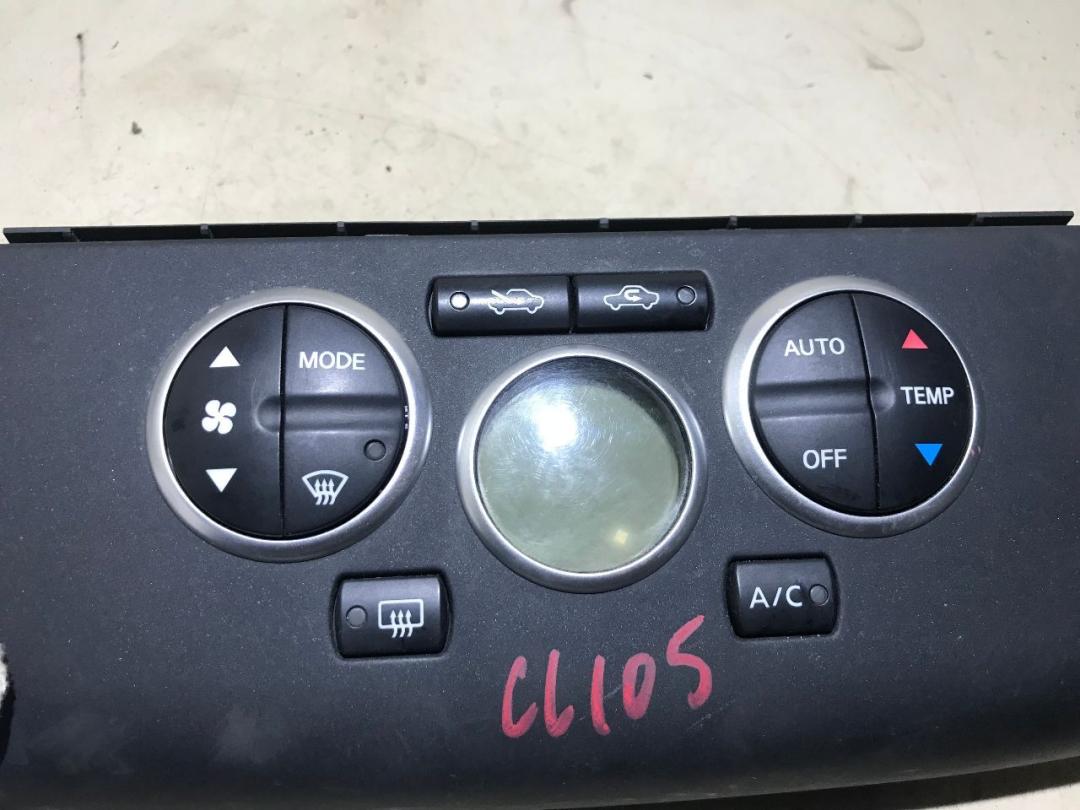 MODE
AUTO
TEMP
OFF
A/C
CL105